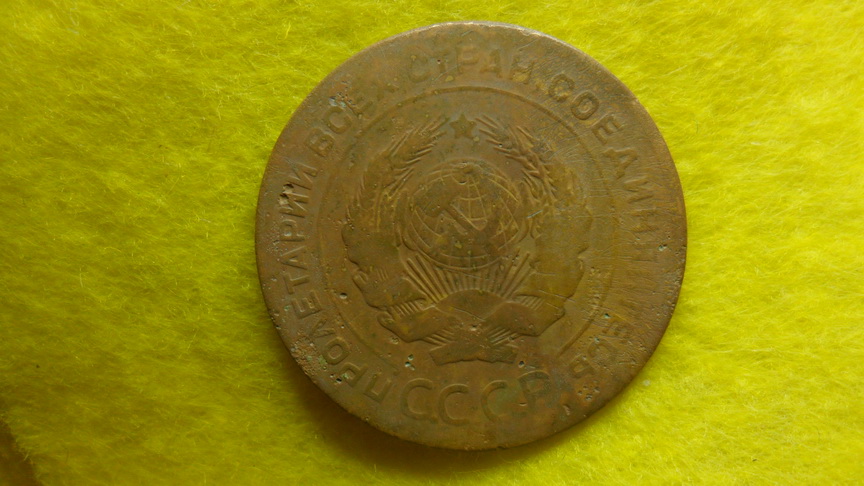 ПРОЛЕТАРИИ ВСЕХ СТРАН, СОЕДИНЯЙТЕСЬ
СССР